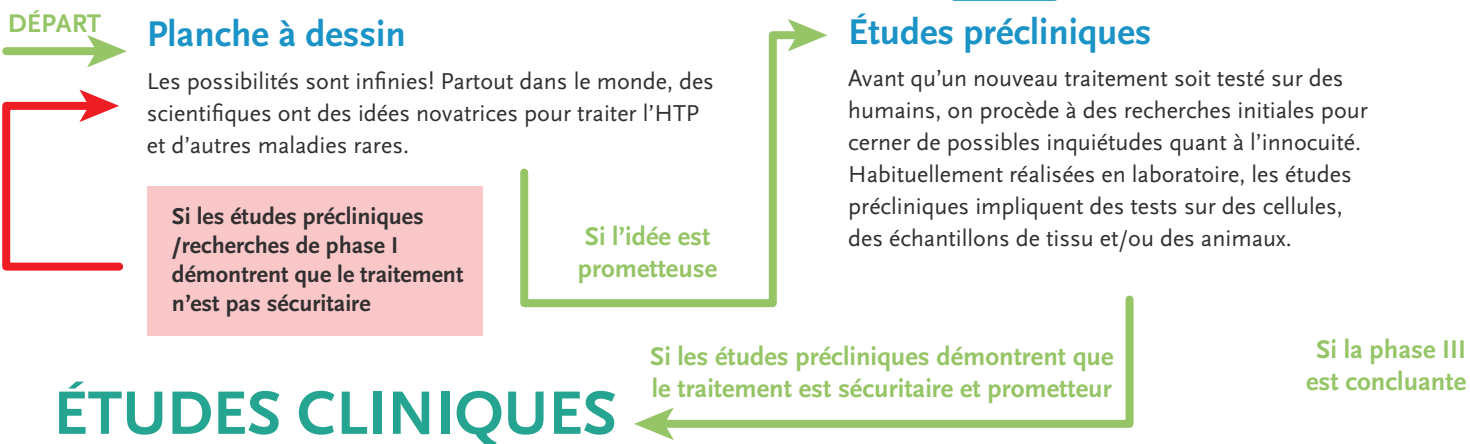 DÉPART
Planche à dessin
Les possibilités sont infinies! Partout dans le monde, des
scientifiques ont des idées novatrices pour traiter l'HTP
et d'autres maladies rares.
Si les études précliniques
/recherches de phase I
démontrent que le traitement
n'est pas sécuritaire
Si l'idée est
prometteuse
Études précliniques
Avant qu'un nouveau traitement soit testé sur des
humains, on procède à des recherches initiales pour
cerner de possibles inquiétudes quant à l'innocuité.
Habituellement réalisées en laboratoire, les études
précliniques impliquent des tests sur des cellules,
des échantillons de tissu et/ou des animaux.
Si les études précliniques démontrent que
le traitement est sécuritaire et prometteur
Si la phase III
est concluante
ÉTUDES CLINIQUES